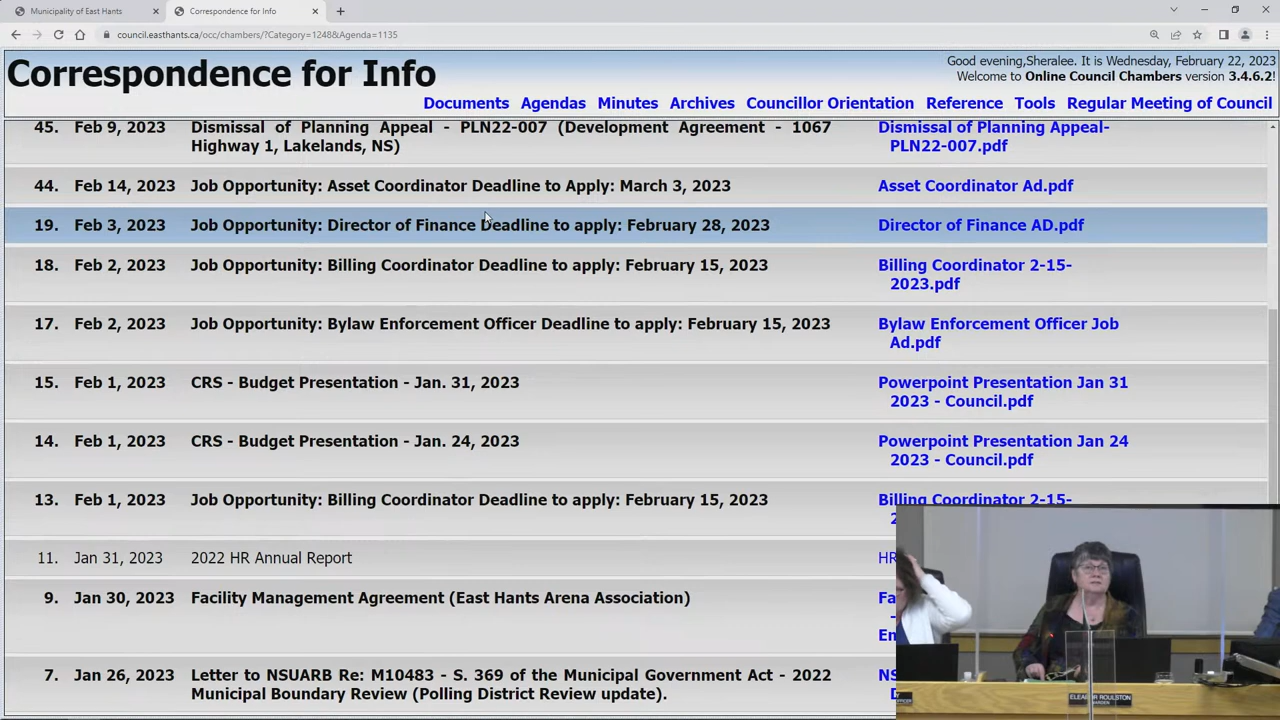 Municipality of East Hants
Correspondence for Info
council.easthants.ca/occ/chambers/?Category=1248&Agenda=1135
Correspondence for Info
Good evening,Sheralee. It is Wednesday, February 22, 2023
Welcome to Online Council Chambers version 3.4.6.2!
Documents Agendas Minutes Archives Councillor Orientation Reference Tools Regular Meeting of Council
45. Feb 9, 2023 Dismissal of Planning Appeal - PLN22-007 (Development Agreement - 1067 Dismissal of Planning Appeal-
Highway 1, Lakelands, NS) PLN22-007.pdf
44. Feb 14, 2023 Job Opportunity: Asset Coordinator Deadline to Apply: March 3, 2023 Asset Coordinator Ad.pdf
19. Feb 3, 2023 Job Opportunity: Director of Finance Deadline to apply: February 28, 2023 Director of Finance AD.pdf
18. Feb 2, 2023 Job Opportunity: Billing Coordinator Deadline to apply: February 15, 2023 Billing Coordinator 2-15-
2023.pdf
17. Feb 2, 2023 Job Opportunity: Bylaw Enforcement Officer Deadline to apply: February 15, 2023 Bylaw Enforcement Officer Job
Ad.pdf
15. Feb 1, 2023 CRS - Budget Presentation - Jan. 31, 2023 Powerpoint Presentation Jan 31
2023 - Council.pdf
14. Feb 1, 2023 CRS - Budget Presentation - Jan. 24, 2023 Powerpoint Presentation Jan 24
2023 - Council.pdf
13. Feb 1, 2023 Job Opportunity: Billing Coordinator Deadline to apply: February 15, 2023 Billing Coordinator 2-15-
11. Jan 31, 2023 2022 HR Annual Report HR
9. Jan 30, 2023 Facility Management Agreement (East Hants Arena Association) Fa
-
En
7. Jan 26, 2023 Letter to NSUARB Re: M10483 - S. 369 of the Municipal Government Act - 2022 NS
Municipal Boundary Review (Polling District Review update). D
ELEANOR ROULSTON
WARDEN